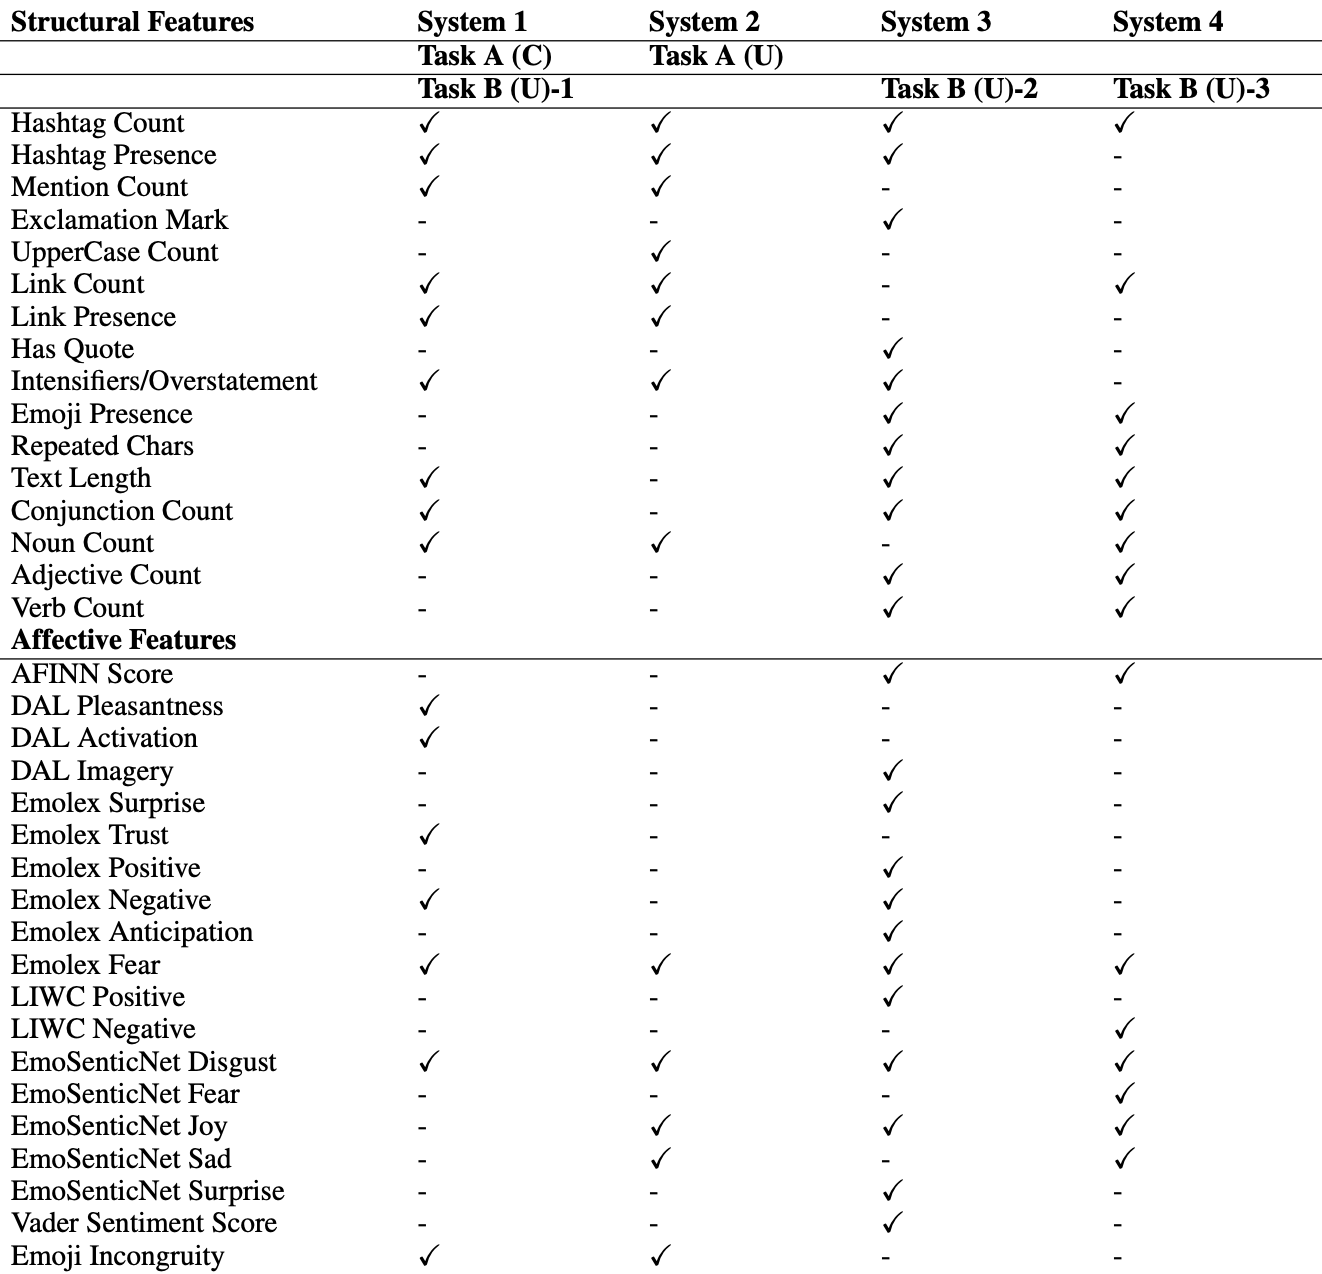 Structural Features System 1 System 2 System 3 System 4
Task A (C) Task A (U)
Task B (U)-1 Task B (U)-2 Task B (U)-3
Hashtag Count ✓ ✓ ✓ ✓
Hashtag Presence ✓ ✓ ✓ -
Mention Count ✓ ✓ - -
Exclamation Mark - - ✓ -
UpperCase Count - ✓ - -
Link Count ✓ ✓ - ✓
Link Presence ✓ ✓ - -
Has Quote - - ✓ -
Intensifiers/Overstatement ✓ ✓ ✓ -
Emoji Presence - - ✓ ✓
Repeated Chars - - ✓ ✓
Text Length ✓ - ✓ ✓
Conjunction Count ✓ - ✓ ✓
Noun Count ✓ ✓ - ✓
Adjective Count - - ✓ ✓
Verb Count - - ✓ ✓
Affective Features
AFINN Score - - ✓ ✓
DAL Pleasantness ✓ - - -
DAL Activation ✓ - - -
DAL Imagery - - ✓ -
Emolex Surprise - - ✓ -
Emolex Trust ✓ - - -
Emolex Positive - - ✓ -
Emolex Negative ✓ - ✓ -
Emolex Anticipation - - ✓ -
Emolex Fear ✓ ✓ ✓ ✓
LIWC Positive - - ✓ -
LIWC Negative - - - ✓
EmoSenticNet Disgust ✓ ✓ ✓ ✓
EmoSenticNet Fear - - - ✓
EmoSenticNet Joy - ✓ ✓ ✓
EmoSenticNet Sad - ✓ - ✓
EmoSenticNet Surprise - - ✓ -
Vader Sentiment Score - - ✓ -
Emoji Incongruity ✓ ✓ - -